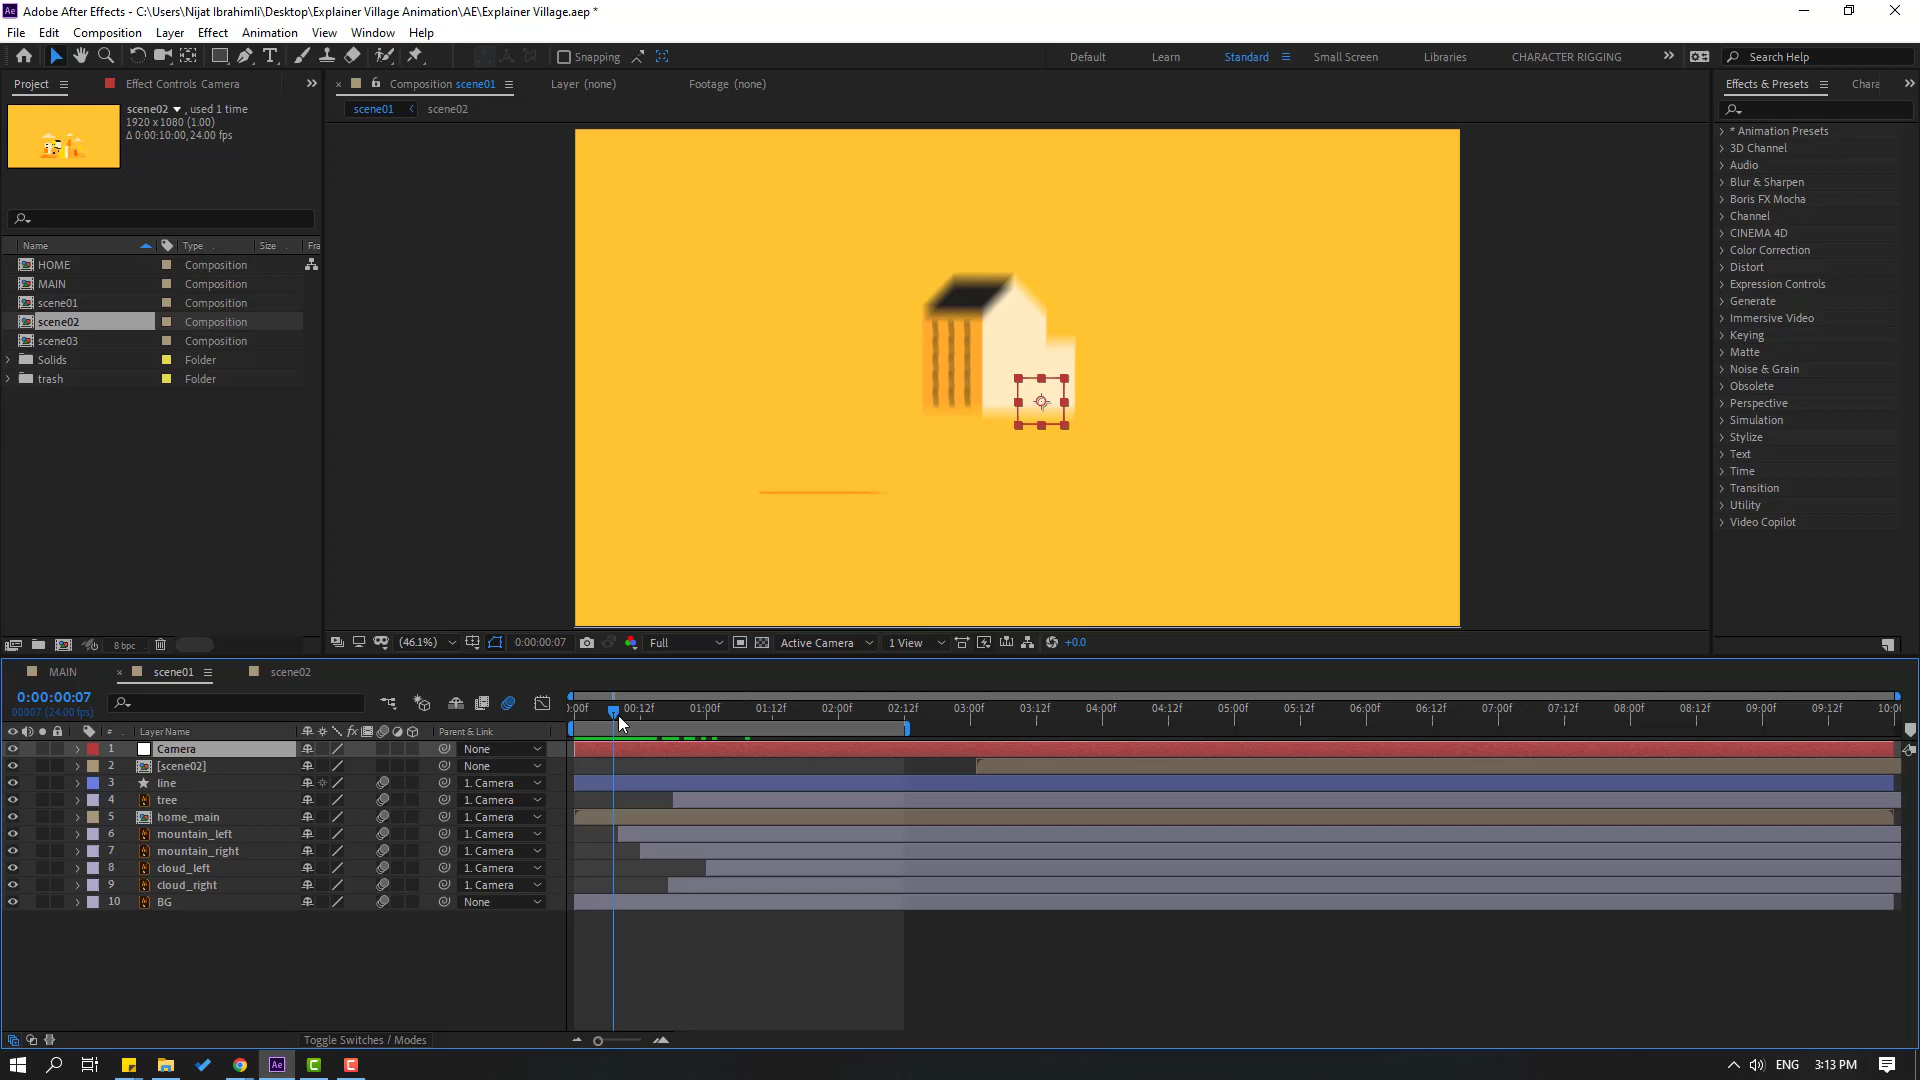 Ae Adobe After Effects - C:\Users\Nijat Ibrahimli\Desktop\Explainer Village Animation\AE\Explainer Village.aep *
File Edit Composition Layer Effect Animation View Window Help
Snapping Default Learn Standard Small Screen Libraries CHARACTER RIGGING Search Help
Project Effect Controls Camera Composition scene01 Layer (none) Footage (none) Effects & Presets Chara
scene02 , used 1 time
1920 x 1080 (1.00)
Δ 0:00:10:00, 24.00 fps
scene01 scene02
Name Type Size Fra
HOME Composition
MAIN Composition
scene01 Composition
scene02 Composition
scene03 Composition
Solids Folder
trash Folder
* Animation Presets
3D Channel
Audio
Blur & Sharpen
Boris FX Mocha
Channel
CINEMA 4D
Color Correction
Distort
Expression Controls
Generate
Immersive Video
Keying
Matte
Noise & Grain
Obsolete
Perspective
Simulation
Stylize
Text
Time
Transition
Utility
Video Copilot
8 bpc (46.1%) 0:00:00:07 Full Active Camera 1 View +0.0
MAIN scene01 scene02
0:00:00:07
00007 (24.00 fps)
0:00f 00:12f 01:00f 01:12f 02:00f 02:12f 03:00f 03:12f 04:00f 04:12f 05:00f 05:12f 06:00f 06:12f 07:00f 07:12f 08:00f 08:12f 09:00f 09:12f 10:00
# Layer Name fx Parent & Link
1 Camera None
2 [scene02] None
3 line 1. Camera
4 tree 1. Camera
5 home_main 1. Camera
6 mountain_left 1. Camera
7 mountain_right 1. Camera
8 cloud_left 1. Camera
9 cloud_right 1. Camera
10 BG None
Toggle Switches / Modes
Ae C C ENG 3:13 PM